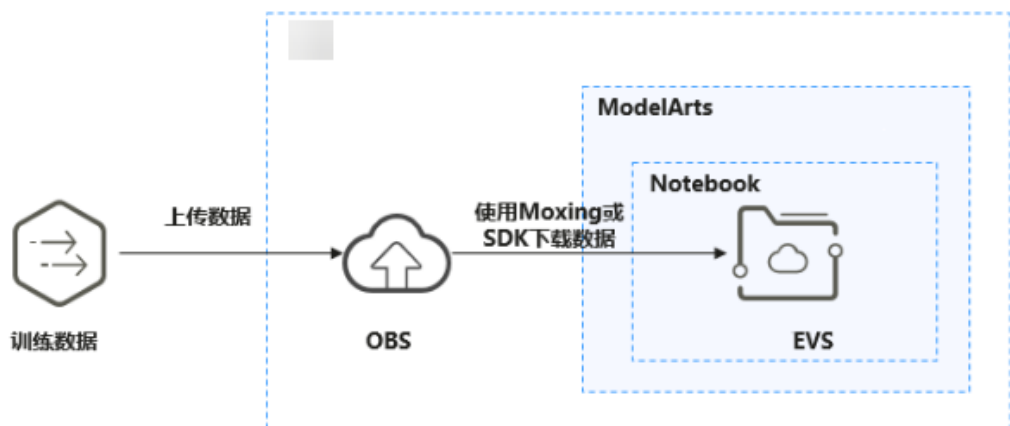 ModelArts
Notebook
上传数据
使用Moxing或
SDK下载数据
训练数据
OBS
EVS